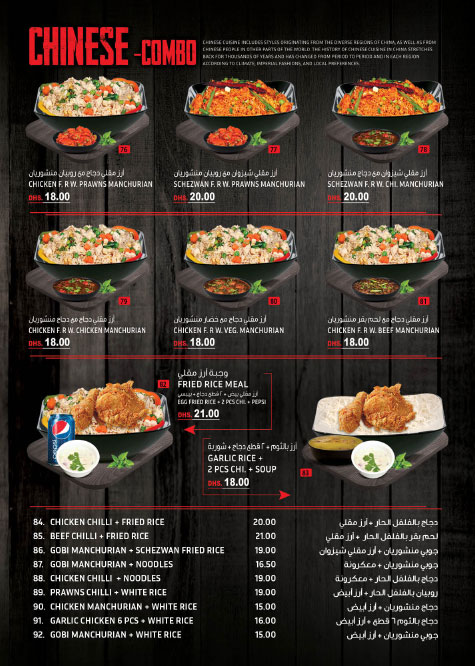 CHINESE -COMBO
CHINESE CUISINE INCLUDES STYLES ORIGINATING FROM THE DIVERSE REGIONS OF CHINA, AS WELL AS FROM
CHINESE PEOPLE IN OTHER PARTS OF THE WORLD. THE HISTORY OF CHINESE CUISINE IN CHINA STRETCHES
BACK FOR THOUSANDS OF YEARS AND HAS CHANGED FROM PERIOD TO PERIOD AND IN EACH REGION
ACCORDING TO CLIMATE, IMPERIAL FASHIONS, AND LOCAL PREFERENCES.
76
أرز مقلي دجاج مع روبيان منشوريان
CHICKEN F. R W. PRAWNS MANCHURIAN
DHS. 18.00
77
أرز مقلي شيزوان مع روبيان منشوريان
SCHEZWAN F. R W. PRAWNS MANCHURIAN
DHS. 20.00
78
أرز مقلي شيزوان مع دجاج منشوريان
SCHEZWAN F. R W. CHI. MANCHURIAN
DHS. 20.00
79
أرز مقلي دجاج مع دجاج منشوريان
CHICKEN F. R W. CHICKEN MANCHURIAN
DHS. 18.00
80
أرز مقلي دجاج مع خضار منشوريان
CHICKEN F. R W. VEG. MANCHURIAN
DHS. 18.00
81
أرز مقلي دجاج مع لحم بقر منشوريان
CHICKEN F. R W. BEEF MANCHURIAN
DHS. 18.00
82
وجبة أرز مقلي
FRIED RICE MEAL
أرز مقلي بيض + ٢ قطع دجاج + بيبسي
EGG FRIED RICE + 2 PCS CHI. + PEPSI
DHS. 21.00
pepsi
أرز بالثوم + ٢ قطع دجاج + شوربة
GARLIC RICE +
2 PCS CHI. + SOUP
DHS. 18.00
83
84. CHICKEN CHILLI + FRIED RICE 20.00 دجاج بالفلفل الحار + أرز مقلي
85. BEEF CHILLI + FRIED RICE 21.00 لحم بقر بالفلفل الحار + أرز مقلي
86. GOBI MANCHURIAN + SCHEZWAN FRIED RICE 19.00 جوبي منشوريان + أرز مقلي شيزوان
87. GOBI MANCHURIAN + NOODLES 16.50 جوبي منشوريان + معكرونة
88. CHICKEN CHILLI + NOODLES 19.00 دجاج بالفلفل الحار + معكرونة
89. PRAWNS CHILLI + WHITE RICE 19.00 روبيان بالفلفل الحار + أرز أبيض
90. CHICKEN MANCHURIAN + WHITE RICE 15.00 دجاج منشوريان + أرز أبيض
91. GARLIC CHICKEN 6 PCS + WHITE RICE 16.00 دجاج بالثوم ٦ قطع + أرز أبيض
92. GOBI MANCHURIAN + WHITE RICE 15.00 جوبي منشوريان + أرز أبيض